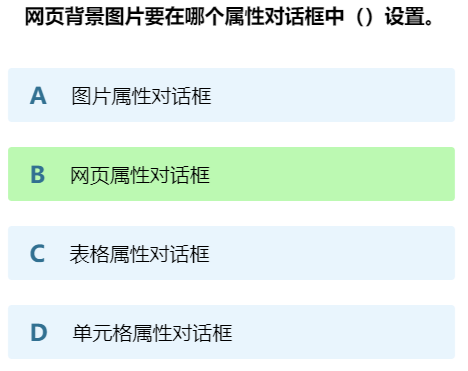 网页背景图片要在哪个属性对话框中（）设置。
A 图片属性对话框
B 网页属性对话框
C 表格属性对话框
D 单元格属性对话框